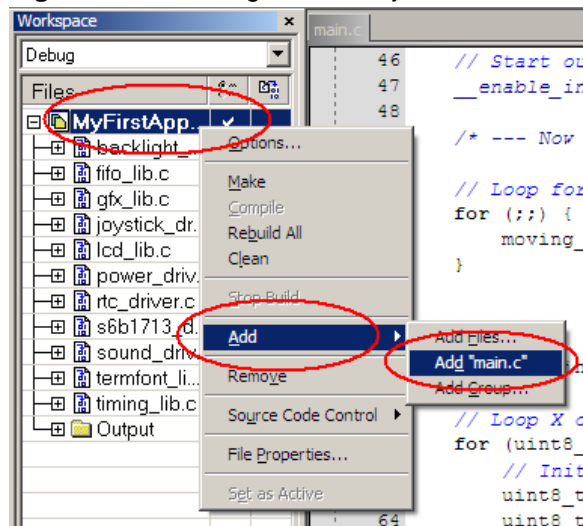 Workspace
Debug
Files
MyFirstApp...
backlight_
fifo_lib.c
gfx_lib.c
joystick_dr.
lcd_lib.c
power_driv.
rtc_driver.c
s6b1713_d.
sound_driv
termfont_li...
timing_lib.c
Output
Options...
Make
Compile
Rebuild All
Clean
Stop Build
Add
Remove
Source Code Control
File Properties...
Set as Active
Add Files...
Add "main.c"
Add Group...
main.c
46 // Start ou
47 __enable_in
48
/* --- Now
// Loop for
for (;;) {
moving_
}
// Loop X
for (uint8_
// Init
uint8_t
64 uint8_t